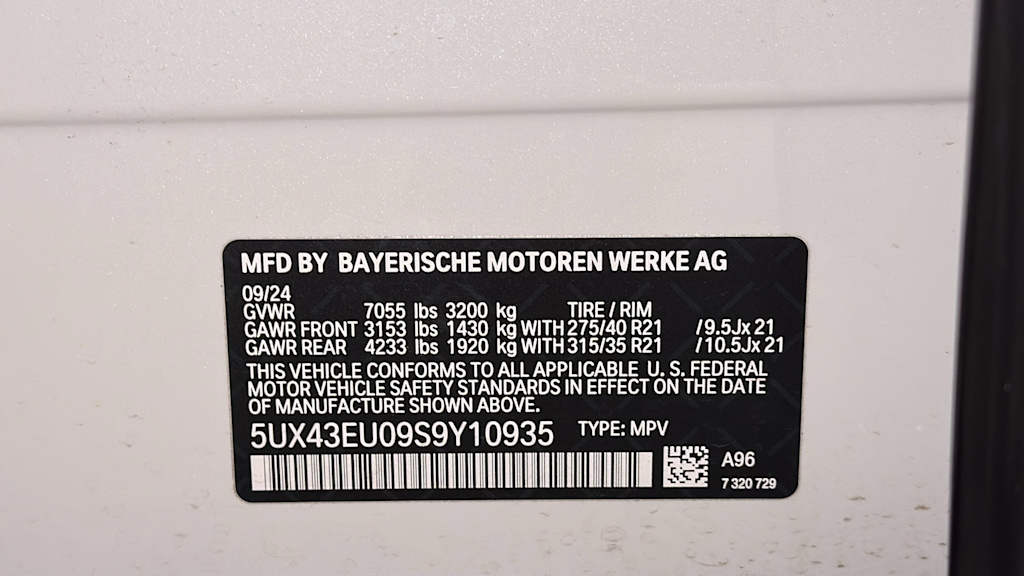 MFD BY BAYERISCHE MOTOREN WERKE AG
09/24
GVWR 7055 lbs 3200 kg TIRE / RIM
GAWR FRONT 3153 lbs 1430 kg WITH 275/40 R21 /9.5Jx 21
GAWR REAR 4233 lbs 1920 kg WITH 315/35 R21 /10.5Jx 21
THIS VEHICLE CONFORMS TO ALL APPLICABLE U. S. FEDERAL
MOTOR VEHICLE SAFETY STANDARDS IN EFFECT ON THE DATE
OF MANUFACTURE SHOWN ABOVE.
5UX43EU09S9Y10935 TYPE: MPV
A96
7 320 729